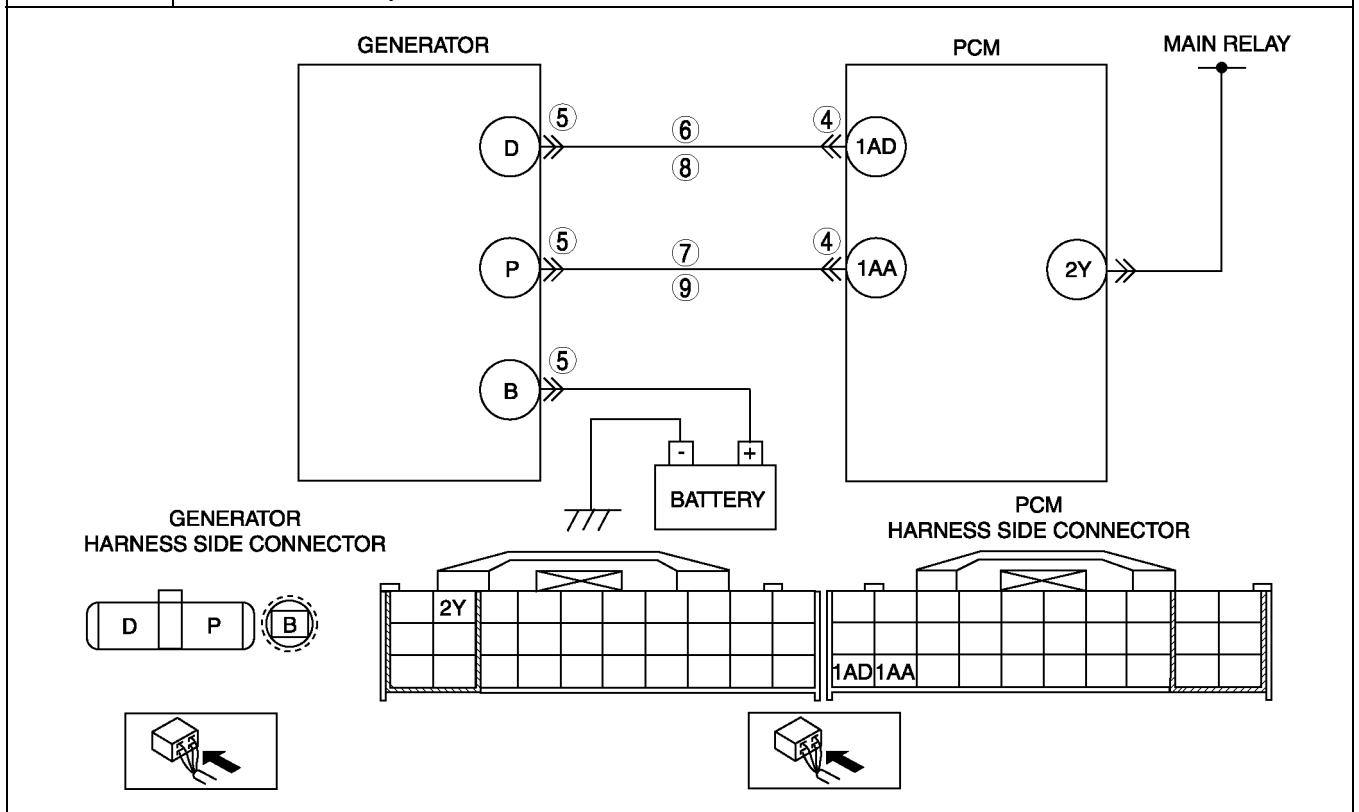 GENERATOR
PCM
MAIN RELAY
D
5
6
8
4
1AD
P
5
7
9
4
1AA
2Y
B
5
- +
BATTERY
GENERATOR
HARNESS SIDE CONNECTOR
PCM
HARNESS SIDE CONNECTOR
D P B
2Y
1AD 1AA